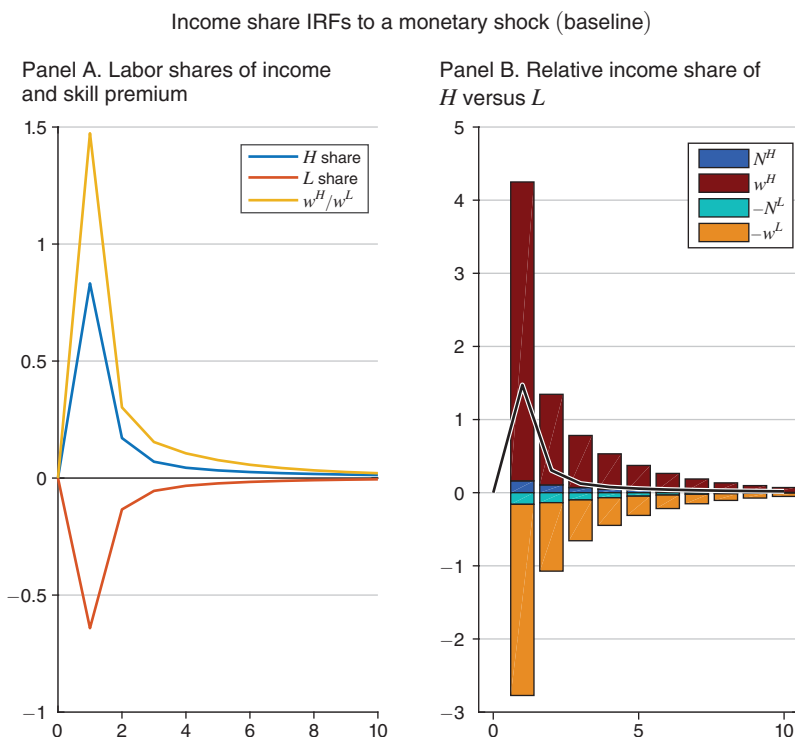 Income share IRFs to a monetary shock (baseline)
Panel A. Labor shares of income
and skill premium
1.5
1
0.5
0
−0.5
−1
0
2
4
6
8
10
H share
L share
w^H/w^L
Panel B. Relative income share of
H versus L
5
4
3
2
1
0
−1
−2
−3
0
5
10
N^H
w^H
−N^L
−w^L